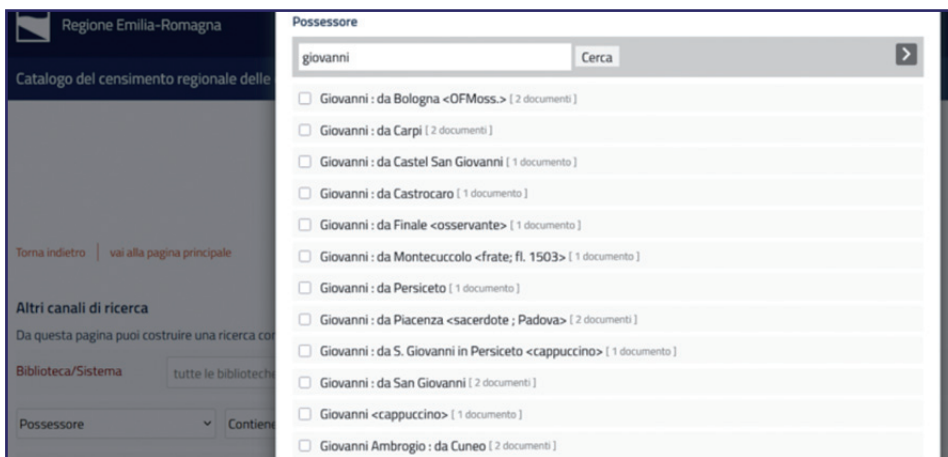 Regione Emilia-Romagna
Catalogo del censimento regionale delle
Torna indietro | vai alla pagina principale
Altri canali di ricerca
Da questa pagina puoi costruire una ricerca
Biblioteca/Sistema
tutte le biblioteche
Possessore
Contiene
Possessore
giovanni
Cerca
Giovanni : da Bologna <OFMoss.> [ 2 documenti ]
Giovanni : da Carpi [ 2 documenti ]
Giovanni : da Castel San Giovanni [ 1 documento ]
Giovanni : da Castrocaro [ 1 documento ]
Giovanni : da Finale <osservante> [ 1 documento ]
Giovanni : da Montecuccolo <frate; fl. 1503> [ 1 documento ]
Giovanni : da Persiceto [ 1 documento ]
Giovanni : da Piacenza <sacerdote ; Padova> [ 2 documenti ]
Giovanni : da S. Giovanni in Persiceto <cappuccino> [ 1 documento ]
Giovanni : da San Giovanni [ 2 documenti ]
Giovanni <cappuccino> [ 1 documento ]
Giovanni Ambrogio : da Cuneo [ 2 documenti ]